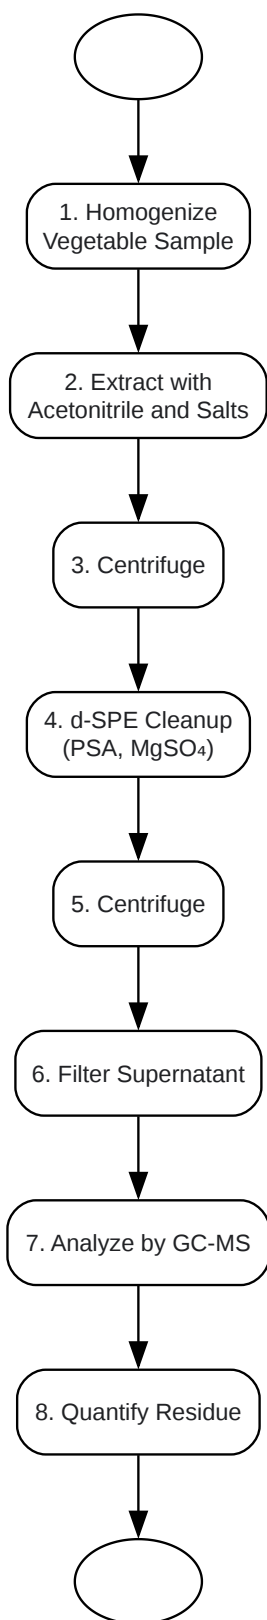 1. Homogenize
Vegetable Sample
2. Extract with
Acetonitrile and Salts
3. Centrifuge
4. d-SPE Cleanup
(PSA, MgSO₄)
5. Centrifuge
6. Filter Supernatant
7. Analyze by GC-MS
8. Quantify Residue